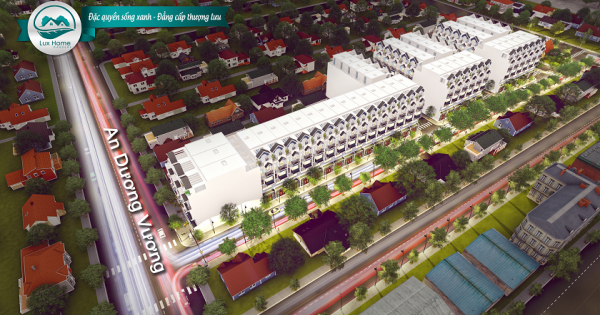 Đặc quyền sống xanh - Đẳng cấp thượng lưu
Lux Home
An Dương Vương